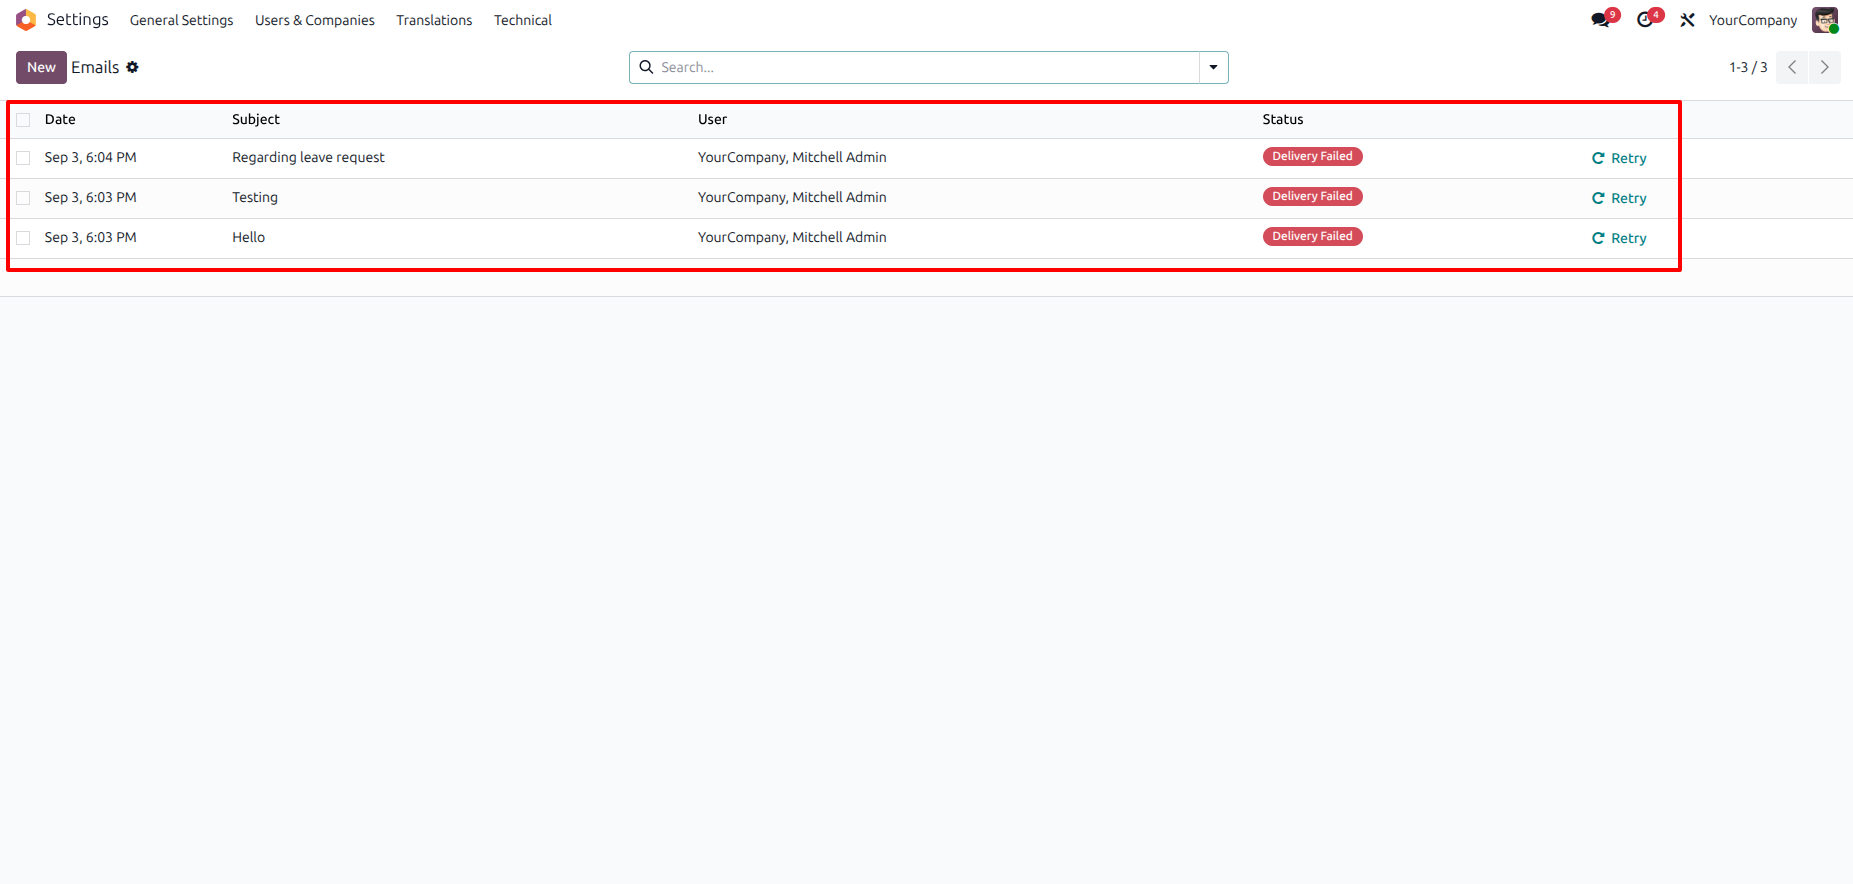 Settings General Settings Users & Companies Translations Technical 9 4 YourCompany
New Emails Search... 1-3 / 3
Date Subject User Status
Sep 3, 6:04 PM Regarding leave request YourCompany, Mitchell Admin Delivery Failed Retry
Sep 3, 6:03 PM Testing YourCompany, Mitchell Admin Delivery Failed Retry
Sep 3, 6:03 PM Hello YourCompany, Mitchell Admin Delivery Failed Retry